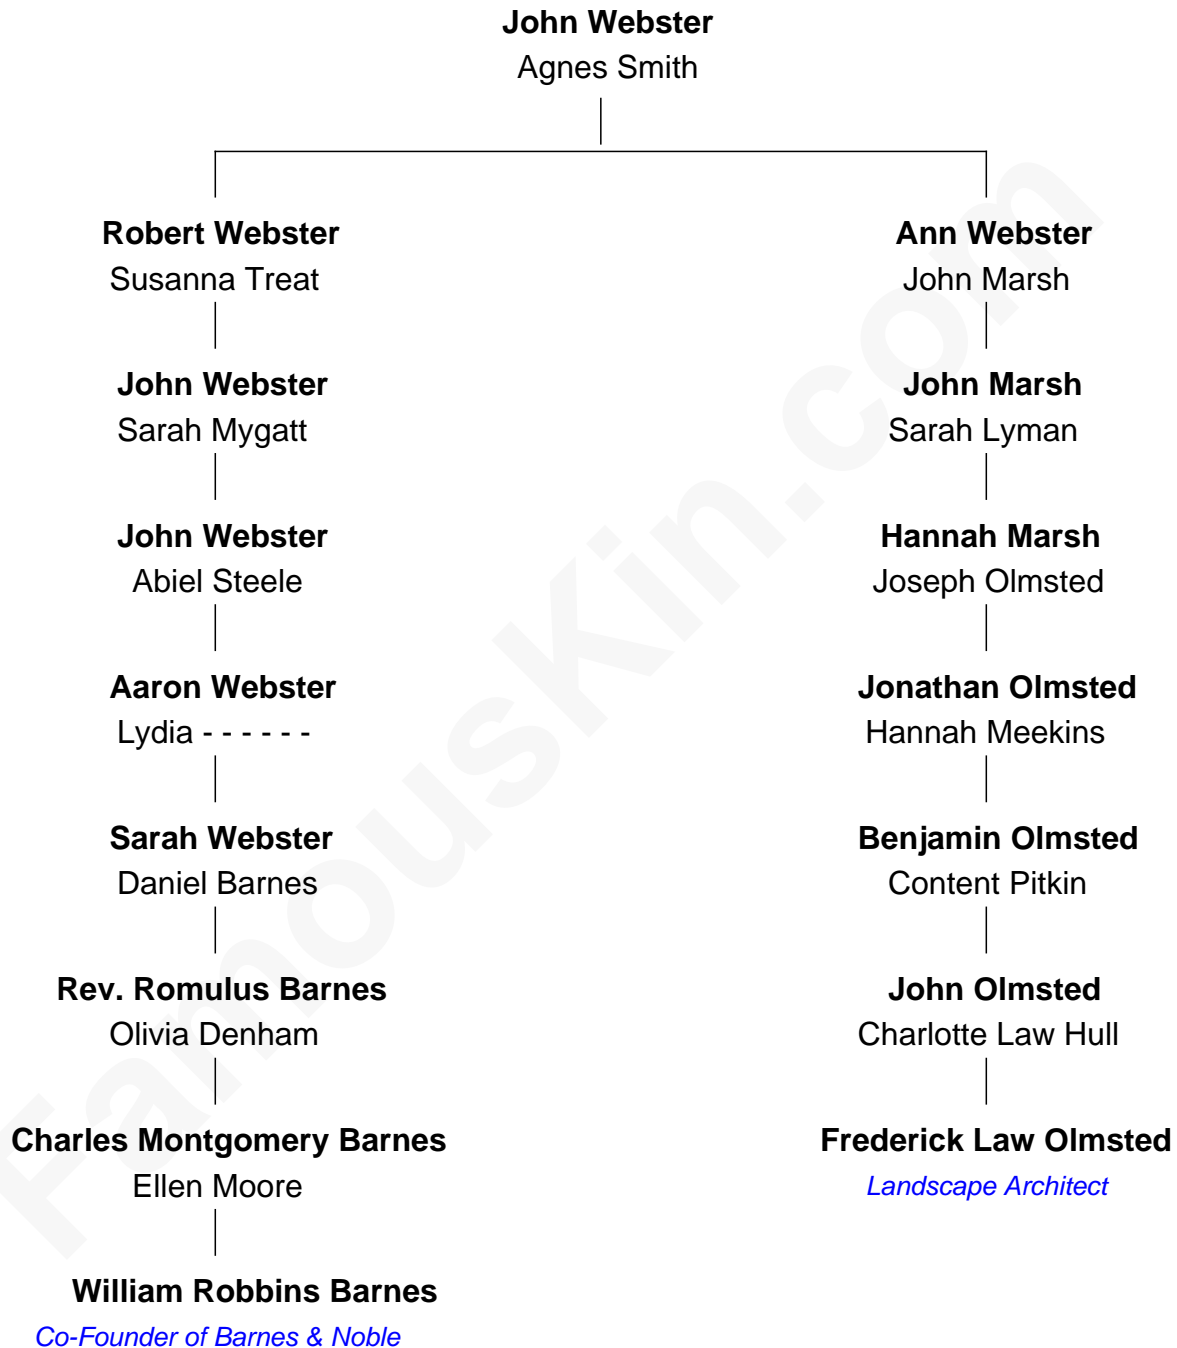 John Webster
Agnes Smith
Robert Webster
Susanna Treat
John Webster
Sarah Mygatt
John Webster
Abiel Steele
Aaron Webster
Lydia - - - - - -
Sarah Webster
Daniel Barnes
Rev. Romulus Barnes
Olivia Denham
Charles Montgomery Barnes
Ellen Moore
William Robbins Barnes
Co-Founder of Barnes & Noble
Ann Webster
John Marsh
John Marsh
Sarah Lyman
Hannah Marsh
Joseph Olmsted
Jonathan Olmsted
Hannah Meekins
Benjamin Olmsted
Content Pitkin
John Olmsted
Charlotte Law Hull
Frederick Law Olmsted
Landscape Architect
FamousKin.com